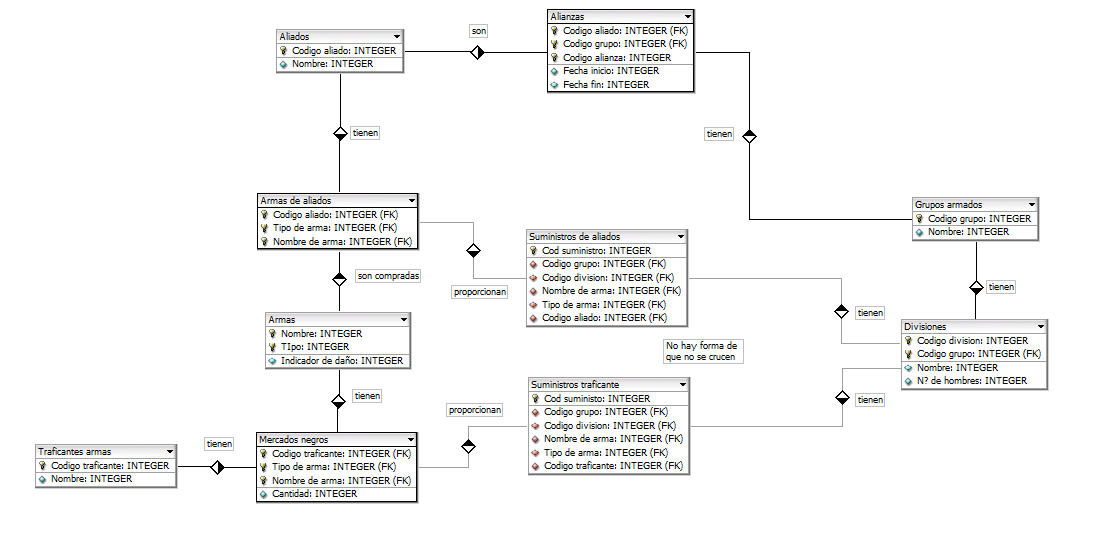 Aliados
Codigo aliado: INTEGER
Nombre: INTEGER
son
Alianzas
Codigo aliado: INTEGER (FK)
Codigo grupo: INTEGER (FK)
Codigo alianza: INTEGER
Fecha inicio: INTEGER
Fecha fin: INTEGER
tienen
tienen
Armas de aliados
Codigo aliado: INTEGER (FK)
Tipo de arma: INTEGER (FK)
Nombre de arma: INTEGER (FK)
Grupos armados
Codigo grupo: INTEGER
Nombre: INTEGER
Suministros de aliados
Cod suministro: INTEGER
Codigo grupo: INTEGER (FK)
Codigo division: INTEGER (FK)
Nombre de arma: INTEGER (FK)
Tipo de arma: INTEGER (FK)
Codigo aliado: INTEGER (FK)
son compradas
proporcionan
tienen
tienen
Armas
Nombre: INTEGER
TIpo: INTEGER
Indicador de daño: INTEGER
Divisiones
Codigo division: INTEGER
Codigo grupo: INTEGER (FK)
Nombre: INTEGER
N? de hombres: INTEGER
No hay forma de
que no se crucen
Suministros traficante
Cod suministo: INTEGER
Codigo grupo: INTEGER (FK)
Codigo division: INTEGER (FK)
Nombre de arma: INTEGER (FK)
Tipo de arma: INTEGER (FK)
Codigo traficante: INTEGER (FK)
tienen
proporcionan
tienen
Mercados negros
Codigo traficante: INTEGER (FK)
Tipo de arma: INTEGER (FK)
Nombre de arma: INTEGER (FK)
Cantidad: INTEGER
tienen
Traficantes armas
Codigo traficante: INTEGER
Nombre: INTEGER